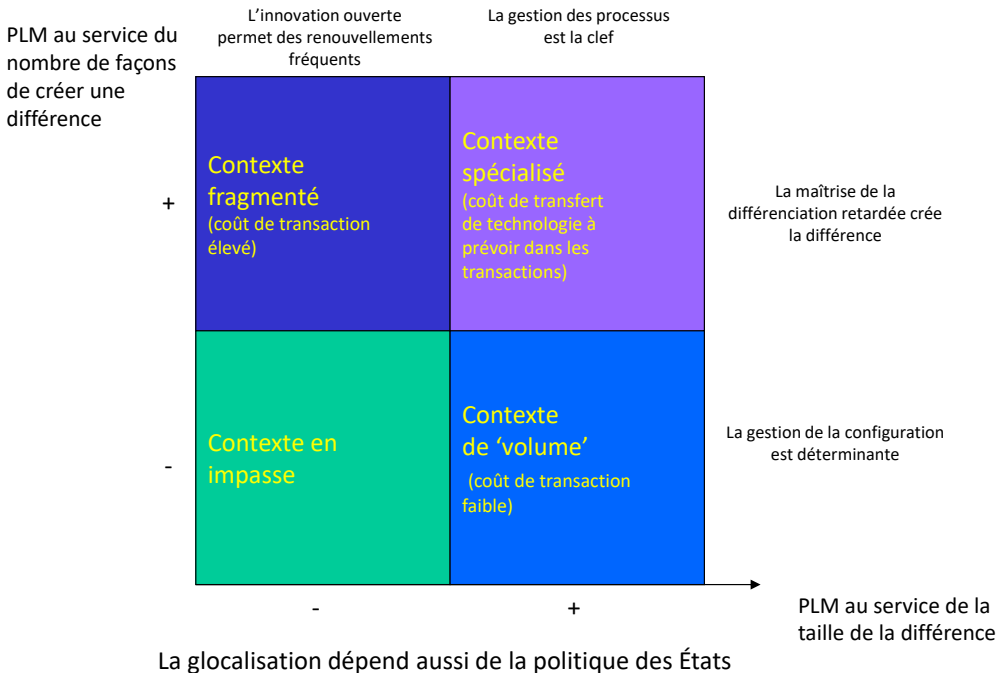 PLM au service du
nombre de façons
de créer une
différence
L’innovation ouverte
permet des renouvellements
fréquents
La gestion des processus
est la clef
+
Contexte
fragmenté
(coût de transaction
élevé)
Contexte
spécialisé
(coût de transfert
de technologie à
prévoir dans les
transactions)
La maîtrise de la
différenciation retardée crée
la différence
-
Contexte en
impasse
Contexte
de ‘volume’
(coût de transaction
faible)
La gestion de la configuration
est déterminante
-
+
PLM au service de la
taille de la différence
La glocalisation dépend aussi de la politique des États